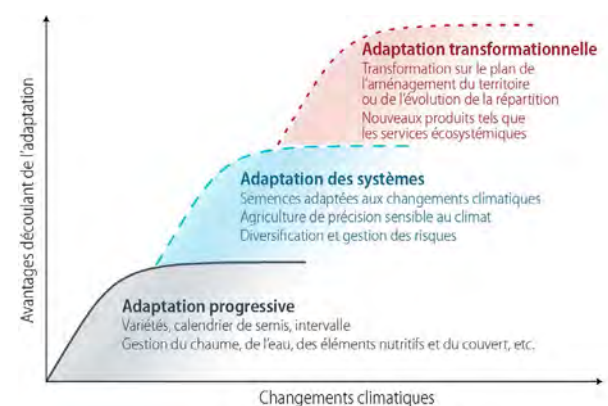 Avantages découlant de l'adaptation
Adaptation transformationnelle
Transformation sur le plan de
l'aménagement du territoire
ou de l'évolution de la répartition
Nouveaux produits tels que
les services écosystémiques
Adaptation des systèmes
Semences adaptées aux changements climatiques
Agriculture de précision sensible au climat
Diversification et gestion des risques
Adaptation progressive
Variétés, calendrier de semis, intervalle
Gestion du chaume, de l'eau, des éléments nutritifs et du couvert, etc.
Changements climatiques